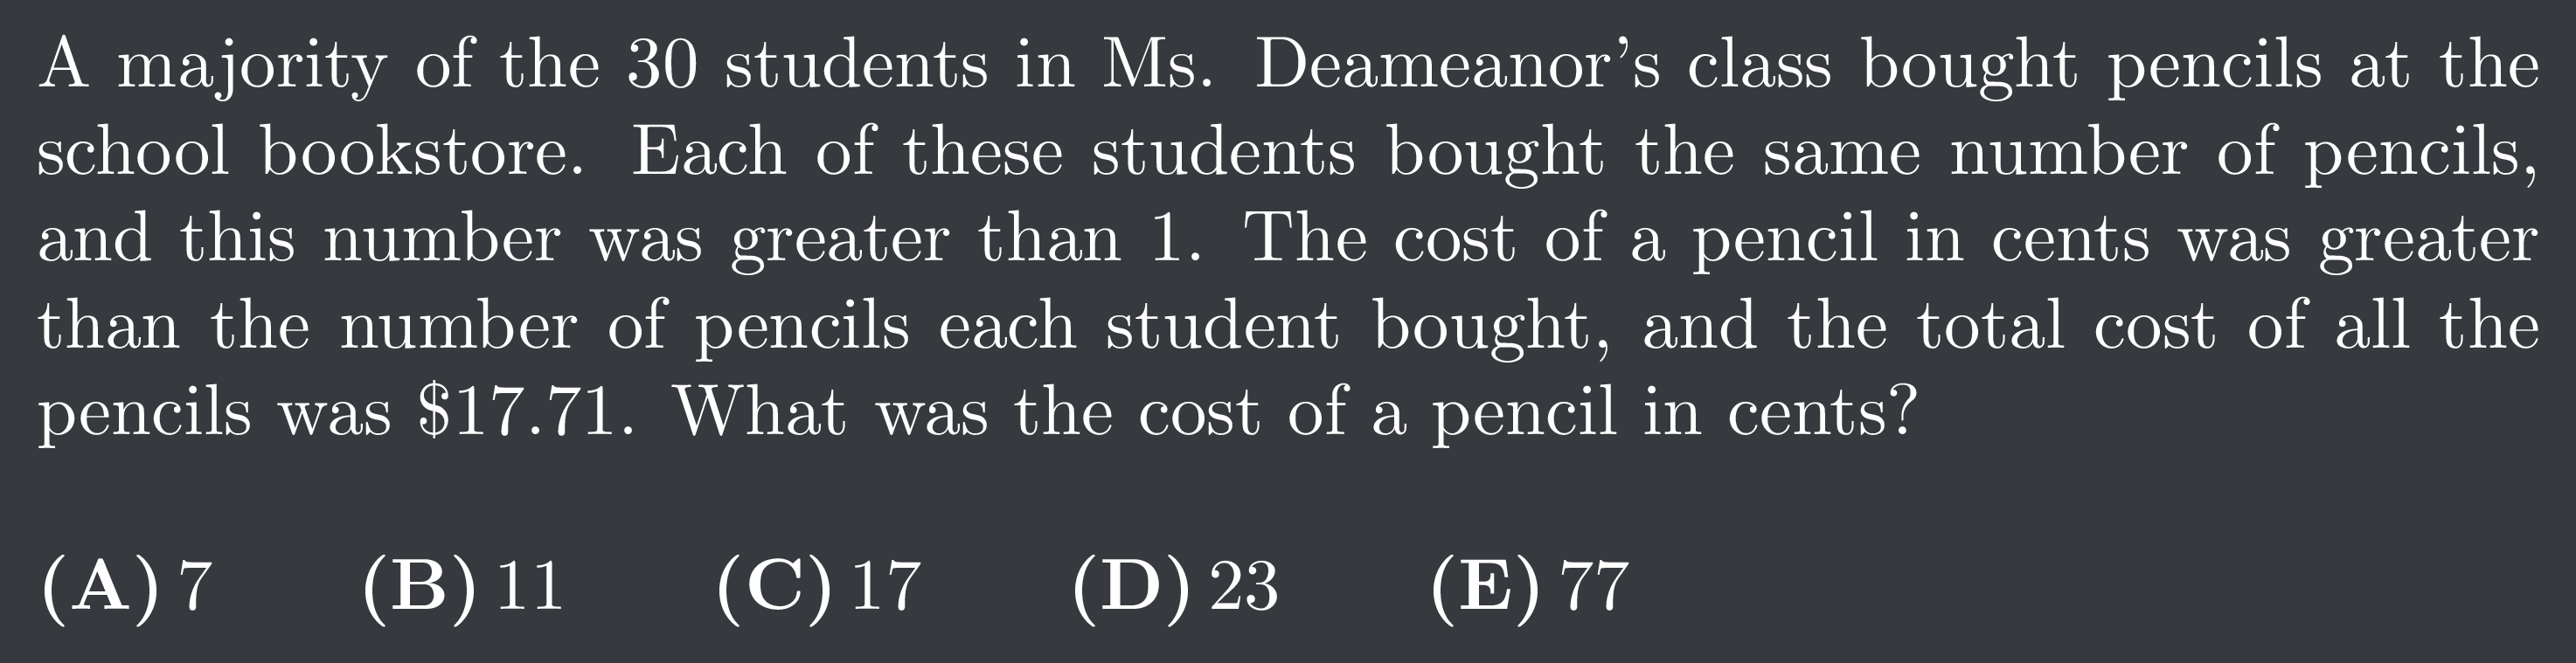 A majority of the 30 students in Ms. Deameanor's class bought pencils at the
school bookstore. Each of these students bought the same number of pencils,
and this number was greater than 1. The cost of a pencil in cents was greater
than the number of pencils each student bought, and the total cost of all the
pencils was $17.71. What was the cost of a pencil in cents?
(A) 7 (B) 11 (C) 17 (D) 23 (E) 77